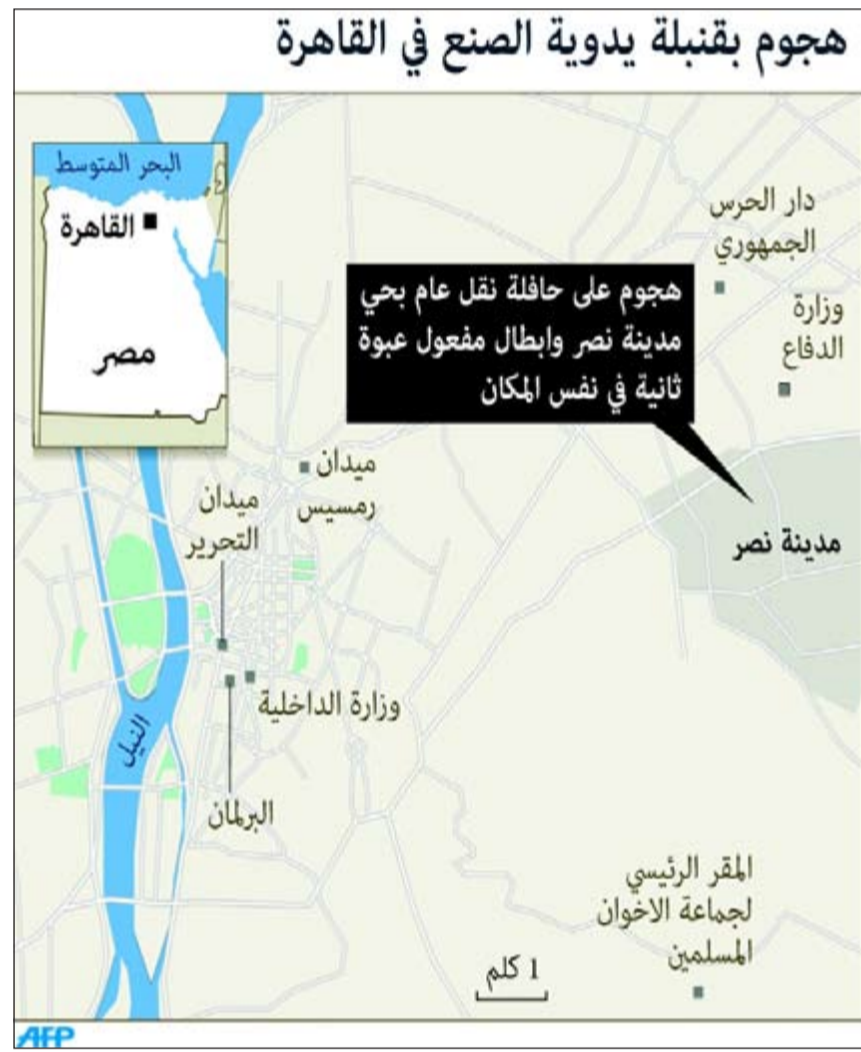 هجوم بقنبلة يدوية الصنع في القاهرة
البحر المتوسط
القاهرة
مصر
دار الحرس
الجمهوري
وزارة
الدفاع
هجوم على حافلة نقل عام بحي
مدينة نصر وابطال مفعول عبوة
ثانية في نفس المكان
ميدان
رمسيس
ميدان
التحرير
مدينة نصر
وزارة الداخلية
النيل
البرلمان
المقر الرئيسي
لجماعة الاخوان
المسلمين
1 كلم
AFP